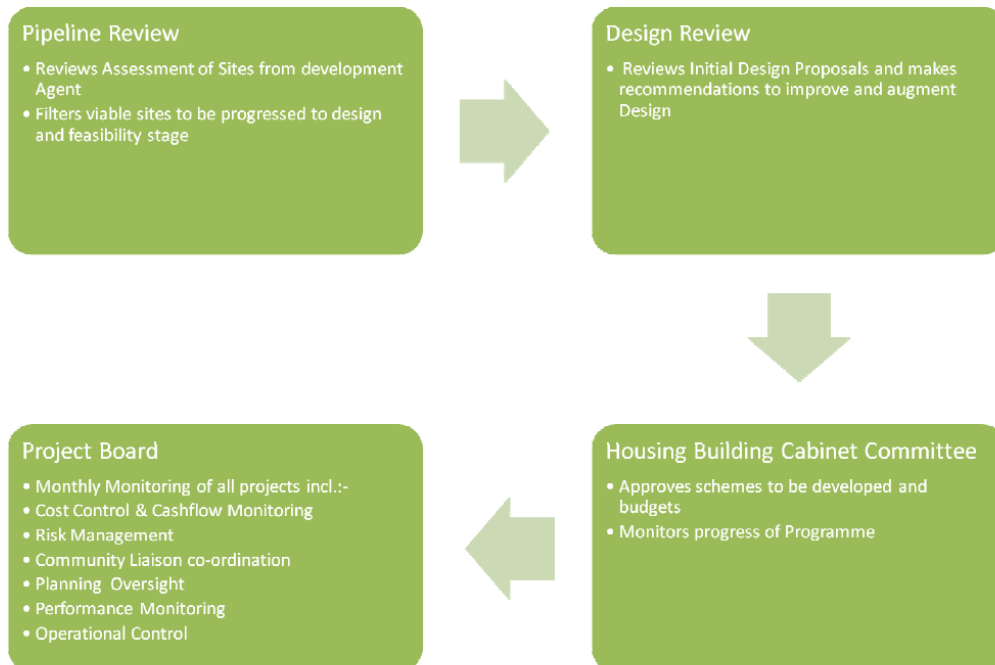 Pipeline Review
• Reviews Assessment of Sites from development
Agent
• Filters viable sites to be progressed to design
and feasibility stage
Design Review
• Reviews Initial Design Proposals and makes
recommendations to improve and augment
Design
Housing Building Cabinet Committee
• Approves schemes to be developed and
budgets
• Monitors progress of Programme
Project Board
• Monthly Monitoring of all projects incl.:-
• Cost Control & Cashflow Monitoring
• Risk Management
• Community Liaison co-ordination
• Planning Oversight
• Performance Monitoring
• Operational Control